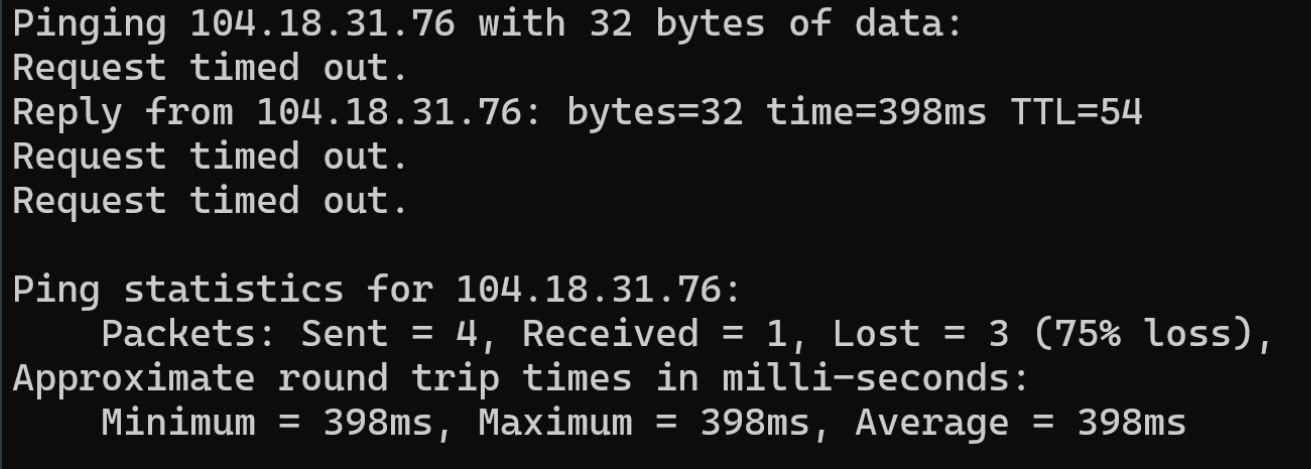 Pinging 104.18.31.76 with 32 bytes of data:
Request timed out.
Reply from 104.18.31.76: bytes=32 time=398ms TTL=54
Request timed out.
Request timed out.

Ping statistics for 104.18.31.76:
    Packets: Sent = 4, Received = 1, Lost = 3 (75% loss),
Approximate round trip times in milli-seconds:
    Minimum = 398ms, Maximum = 398ms, Average = 398ms